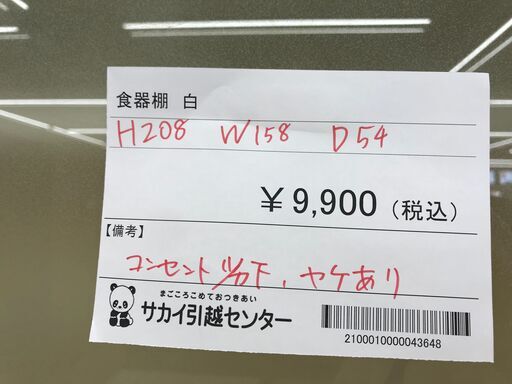 食器棚 白
H208 W158 D54
￥9,900（税込）
【備考】
コンセント
下、ヤケあり
まごころこめておつきあい
サカイ引越センター
2100010000043648